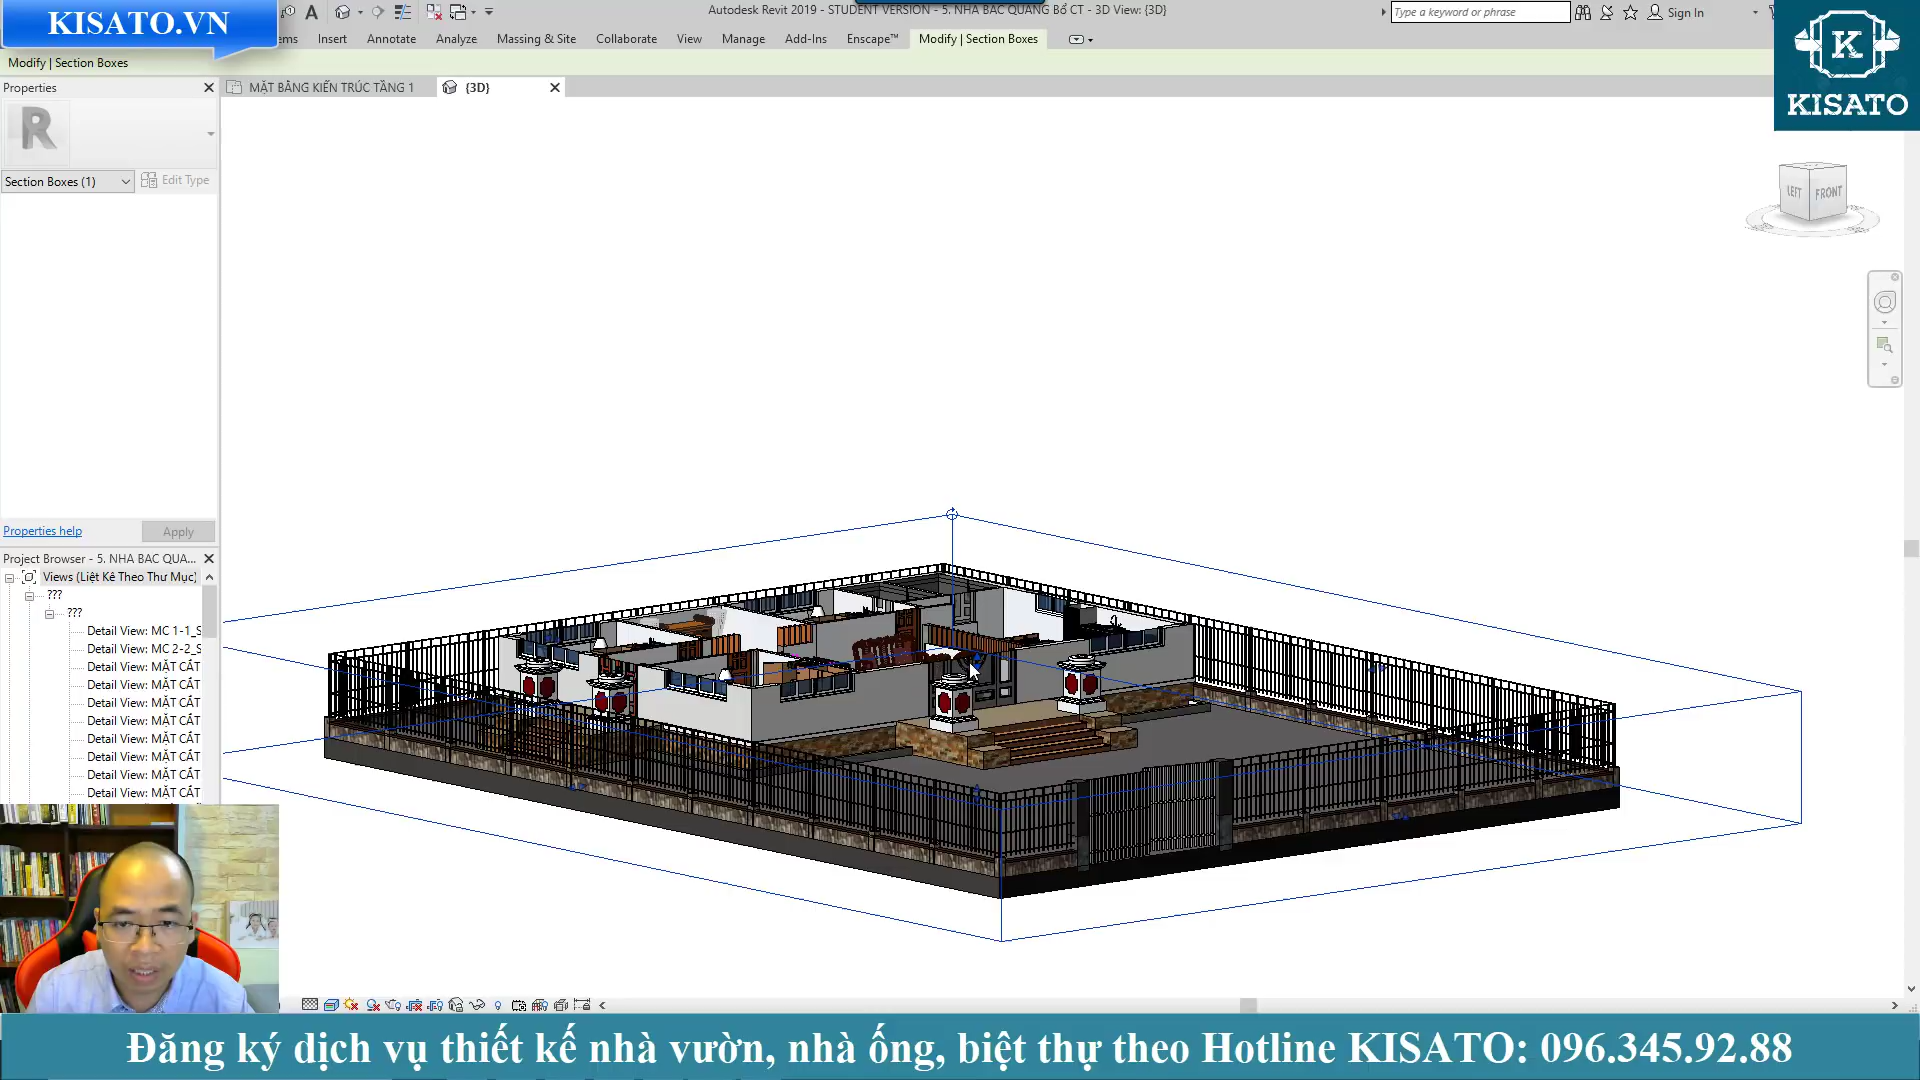 KISATO.VN
Autodesk Revit 2019 - STUDENT VERSION - 5. NHA BAC QUANG Bổ CT - 3D View: {3D}
Type a keyword or phrase
Sign In
ems Insert Annotate Analyze Massing & Site Collaborate View Manage Add-Ins Enscape™ Modify | Section Boxes
Modify | Section Boxes
K
KISATO
Properties
MẶT BẰNG KIẾN TRÚC TẦNG 1
{3D}
R
Section Boxes (1)
Edit Type
LEFT
FRONT
Properties help
Apply
Project Browser - 5. NHA BAC QUA...
Views (Liệt Kê Theo Thư Mục)
???
???
Detail View: MC 1-1_S
Detail View: MC 2-2_S
Detail View: MẶT CẮT
Detail View: MẶT CẮT
Detail View: MẶT CẮT
Detail View: MẶT CẮT
Detail View: MẶT CẮT
Detail View: MẶT CẮT
Detail View: MẶT CẮT
Detail View: MẶT CẮT
Đăng ký dịch vụ thiết kế nhà vườn, nhà ống, biệt thự theo Hotline KISATO: 096.345.92.88